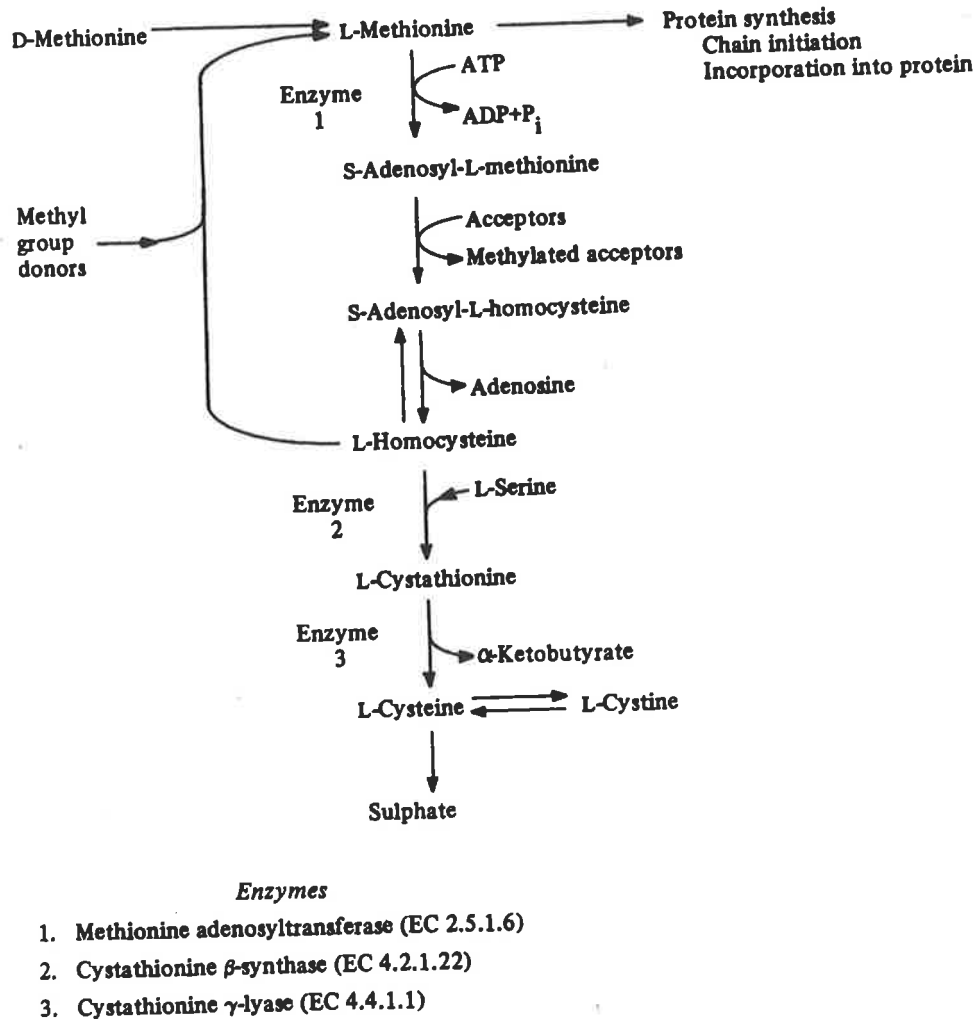 D-Methionine
L-Methionine
Protein synthesis
Chain initiation
Incorporation into protein
Enzyme
1
ATP
ADP+Pi
S-Adenosyl-L-methionine
Methyl
group
donors
Acceptors
Methylated acceptors
S-Adenosyl-L-homocysteine
Adenosine
L-Homocysteine
Enzyme
2
L-Serine
L-Cystathionine
Enzyme
3
α-Ketobutyrate
L-Cysteine
L-Cystine
Sulphate
Enzymes
1. Methionine adenosyltransferase (EC 2.5.1.6)
2. Cystathionine β-synthase (EC 4.2.1.22)
3. Cystathionine γ-lyase (EC 4.4.1.1)